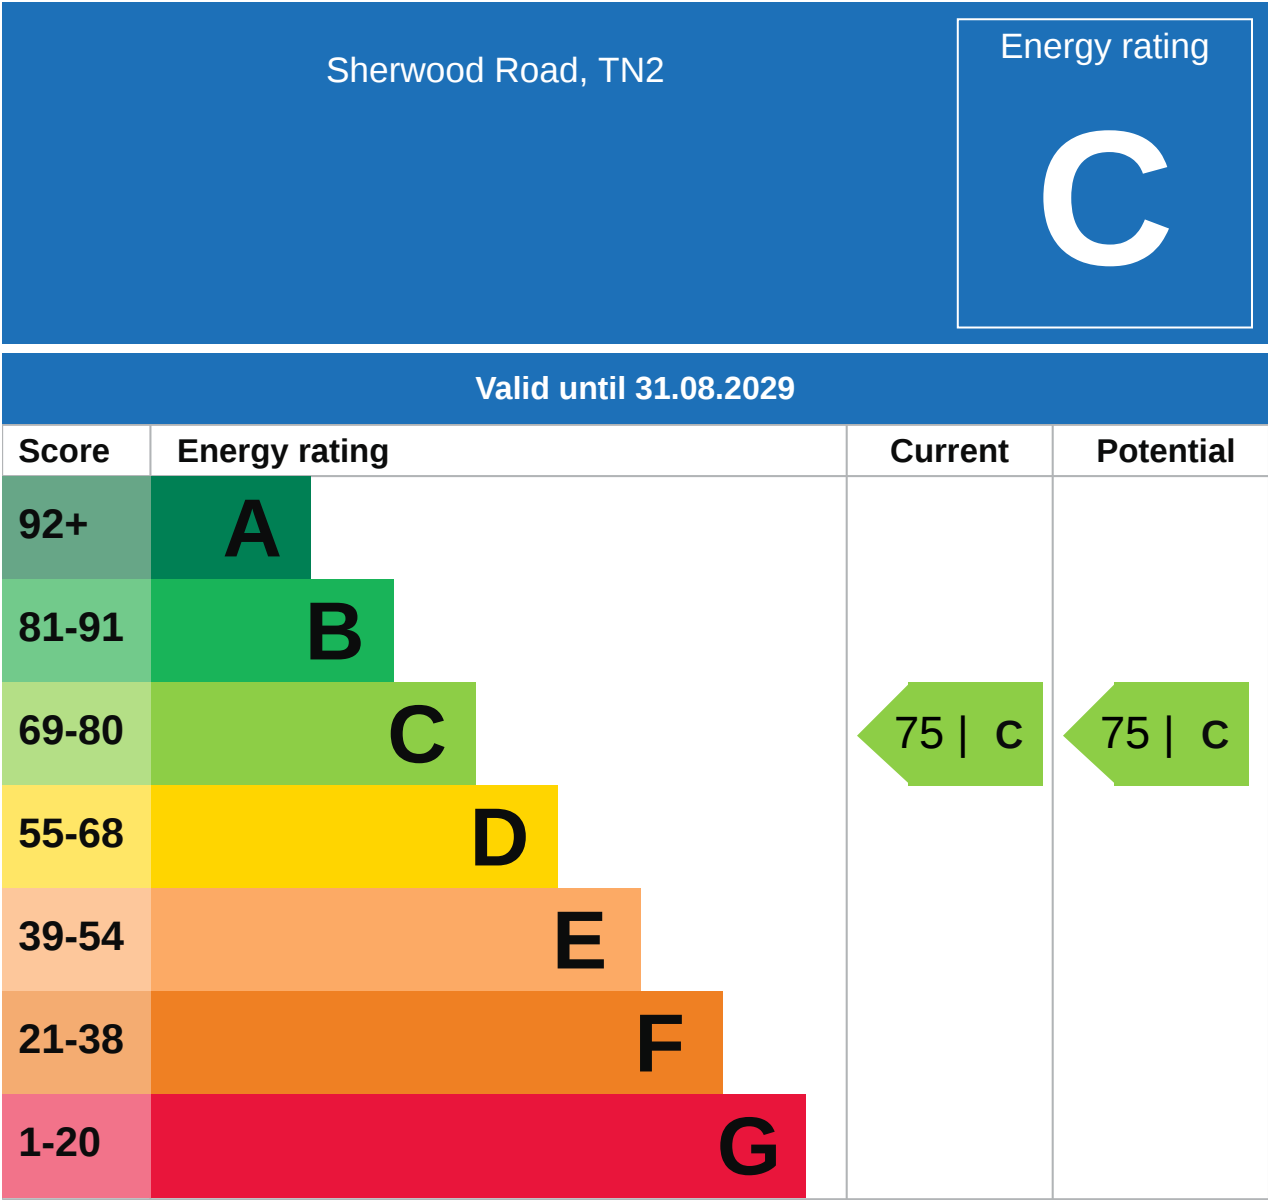 Sherwood Road, TN2
Energy rating
C
Valid until 31.08.2029
Score Energy rating Current Potential
92+ A
81-91 B
69-80 C 75 | C 75 | C
55-68 D
39-54 E
21-38 F
1-20 G